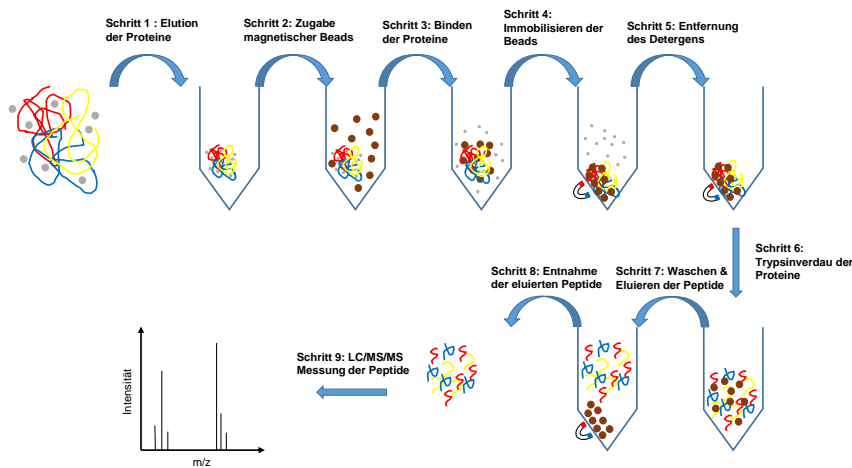 Schritt 1 : Elution
der Proteine
Schritt 2: Zugabe
magnetischer Beads
Schritt 3: Binden
der Proteine
Schritt 4:
Immobilisieren der
Beads
Schritt 5: Entfernung
des Detergens
Schritt 6:
Trypsinverdau der
Proteine
Schritt 7: Waschen &
Eluieren der Peptide
Schritt 8: Entnahme
der eluierten Peptide
Schritt 9: LC/MS/MS
Messung der Peptide
Intensität
m/z